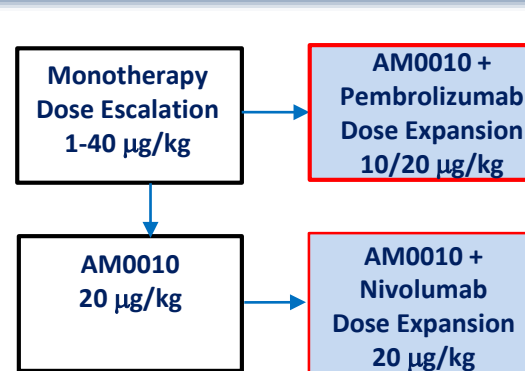 Monotherapy
Dose Escalation
1-40 μg/kg
AM0010 +
Pembrolizumab
Dose Expansion
10/20 μg/kg
AM0010
20 μg/kg
AM0010 +
Nivolumab
Dose Expansion
20 μg/kg